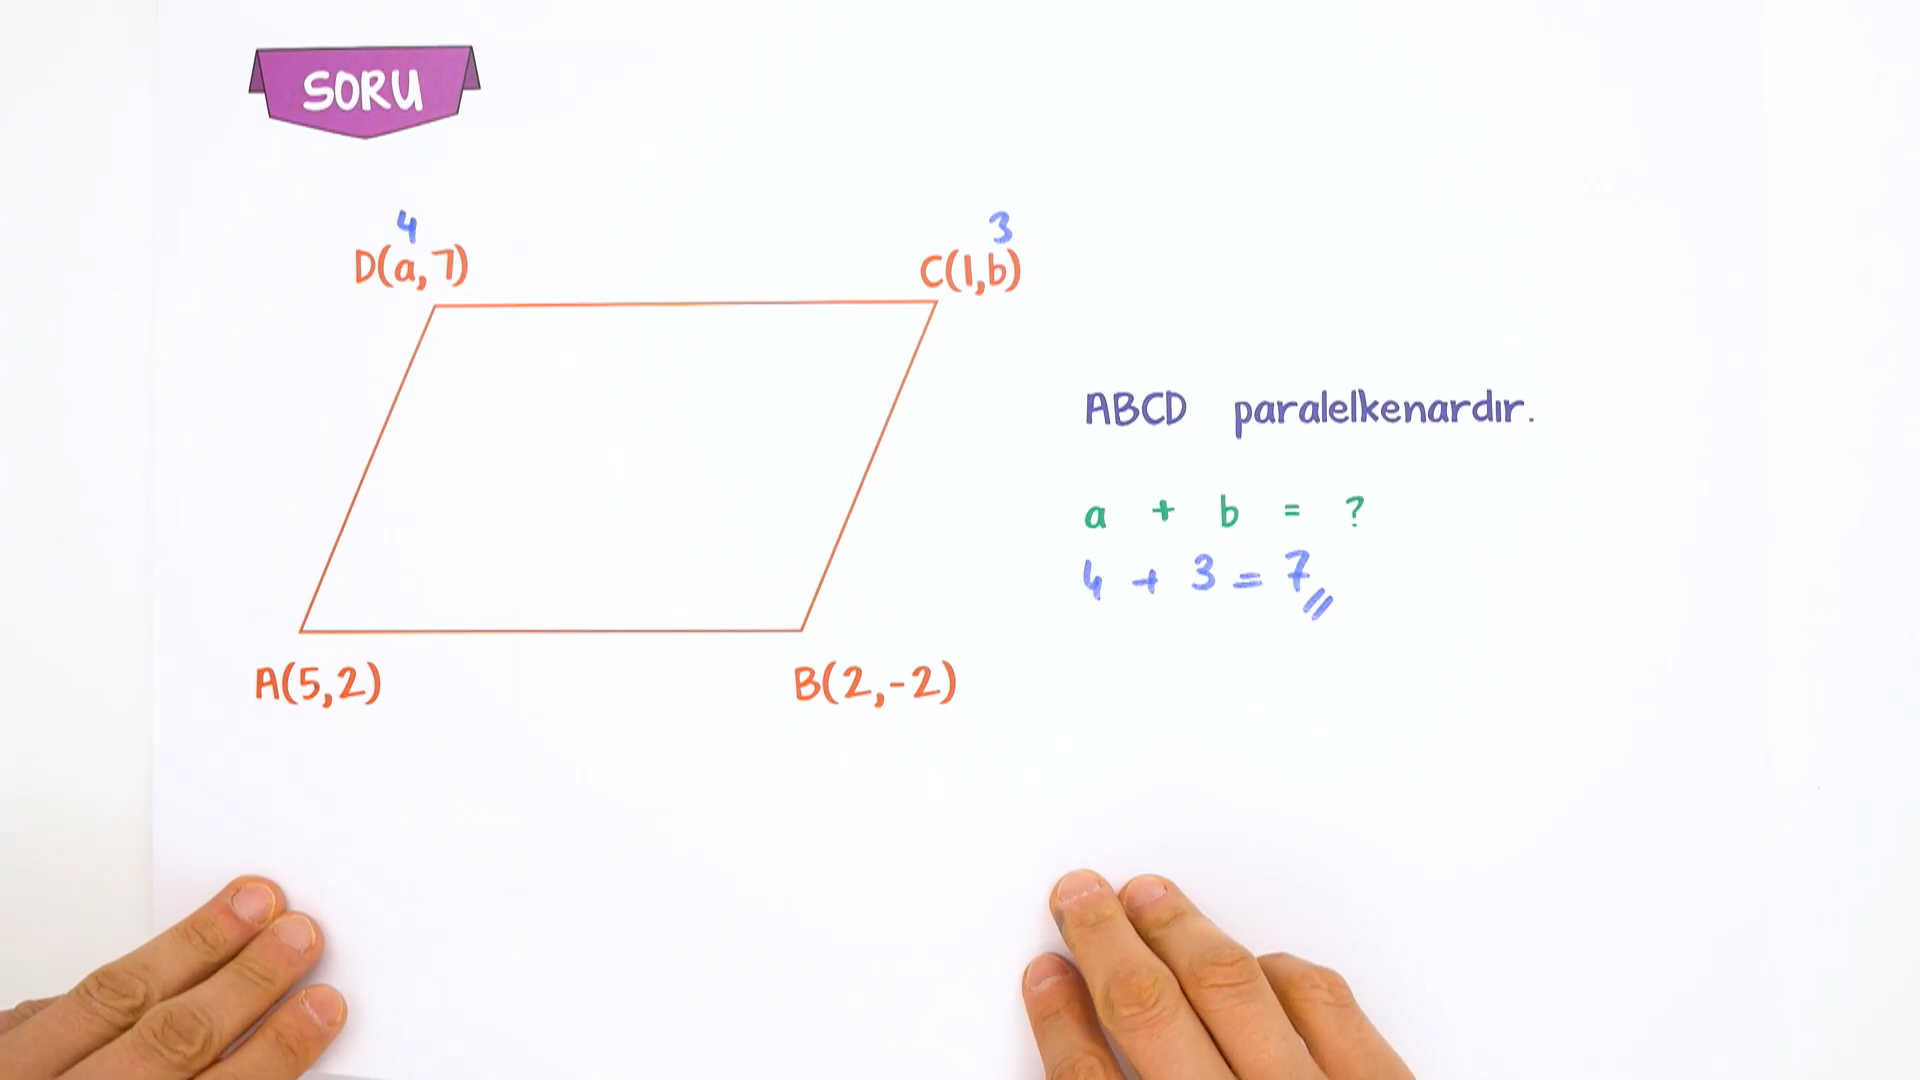 SORU
4
3
D(a,7)
C(1,b)
ABCD paralelkenardır.
a + b = ?
4 + 3 = 7
A(5,2)
B(2,-2)